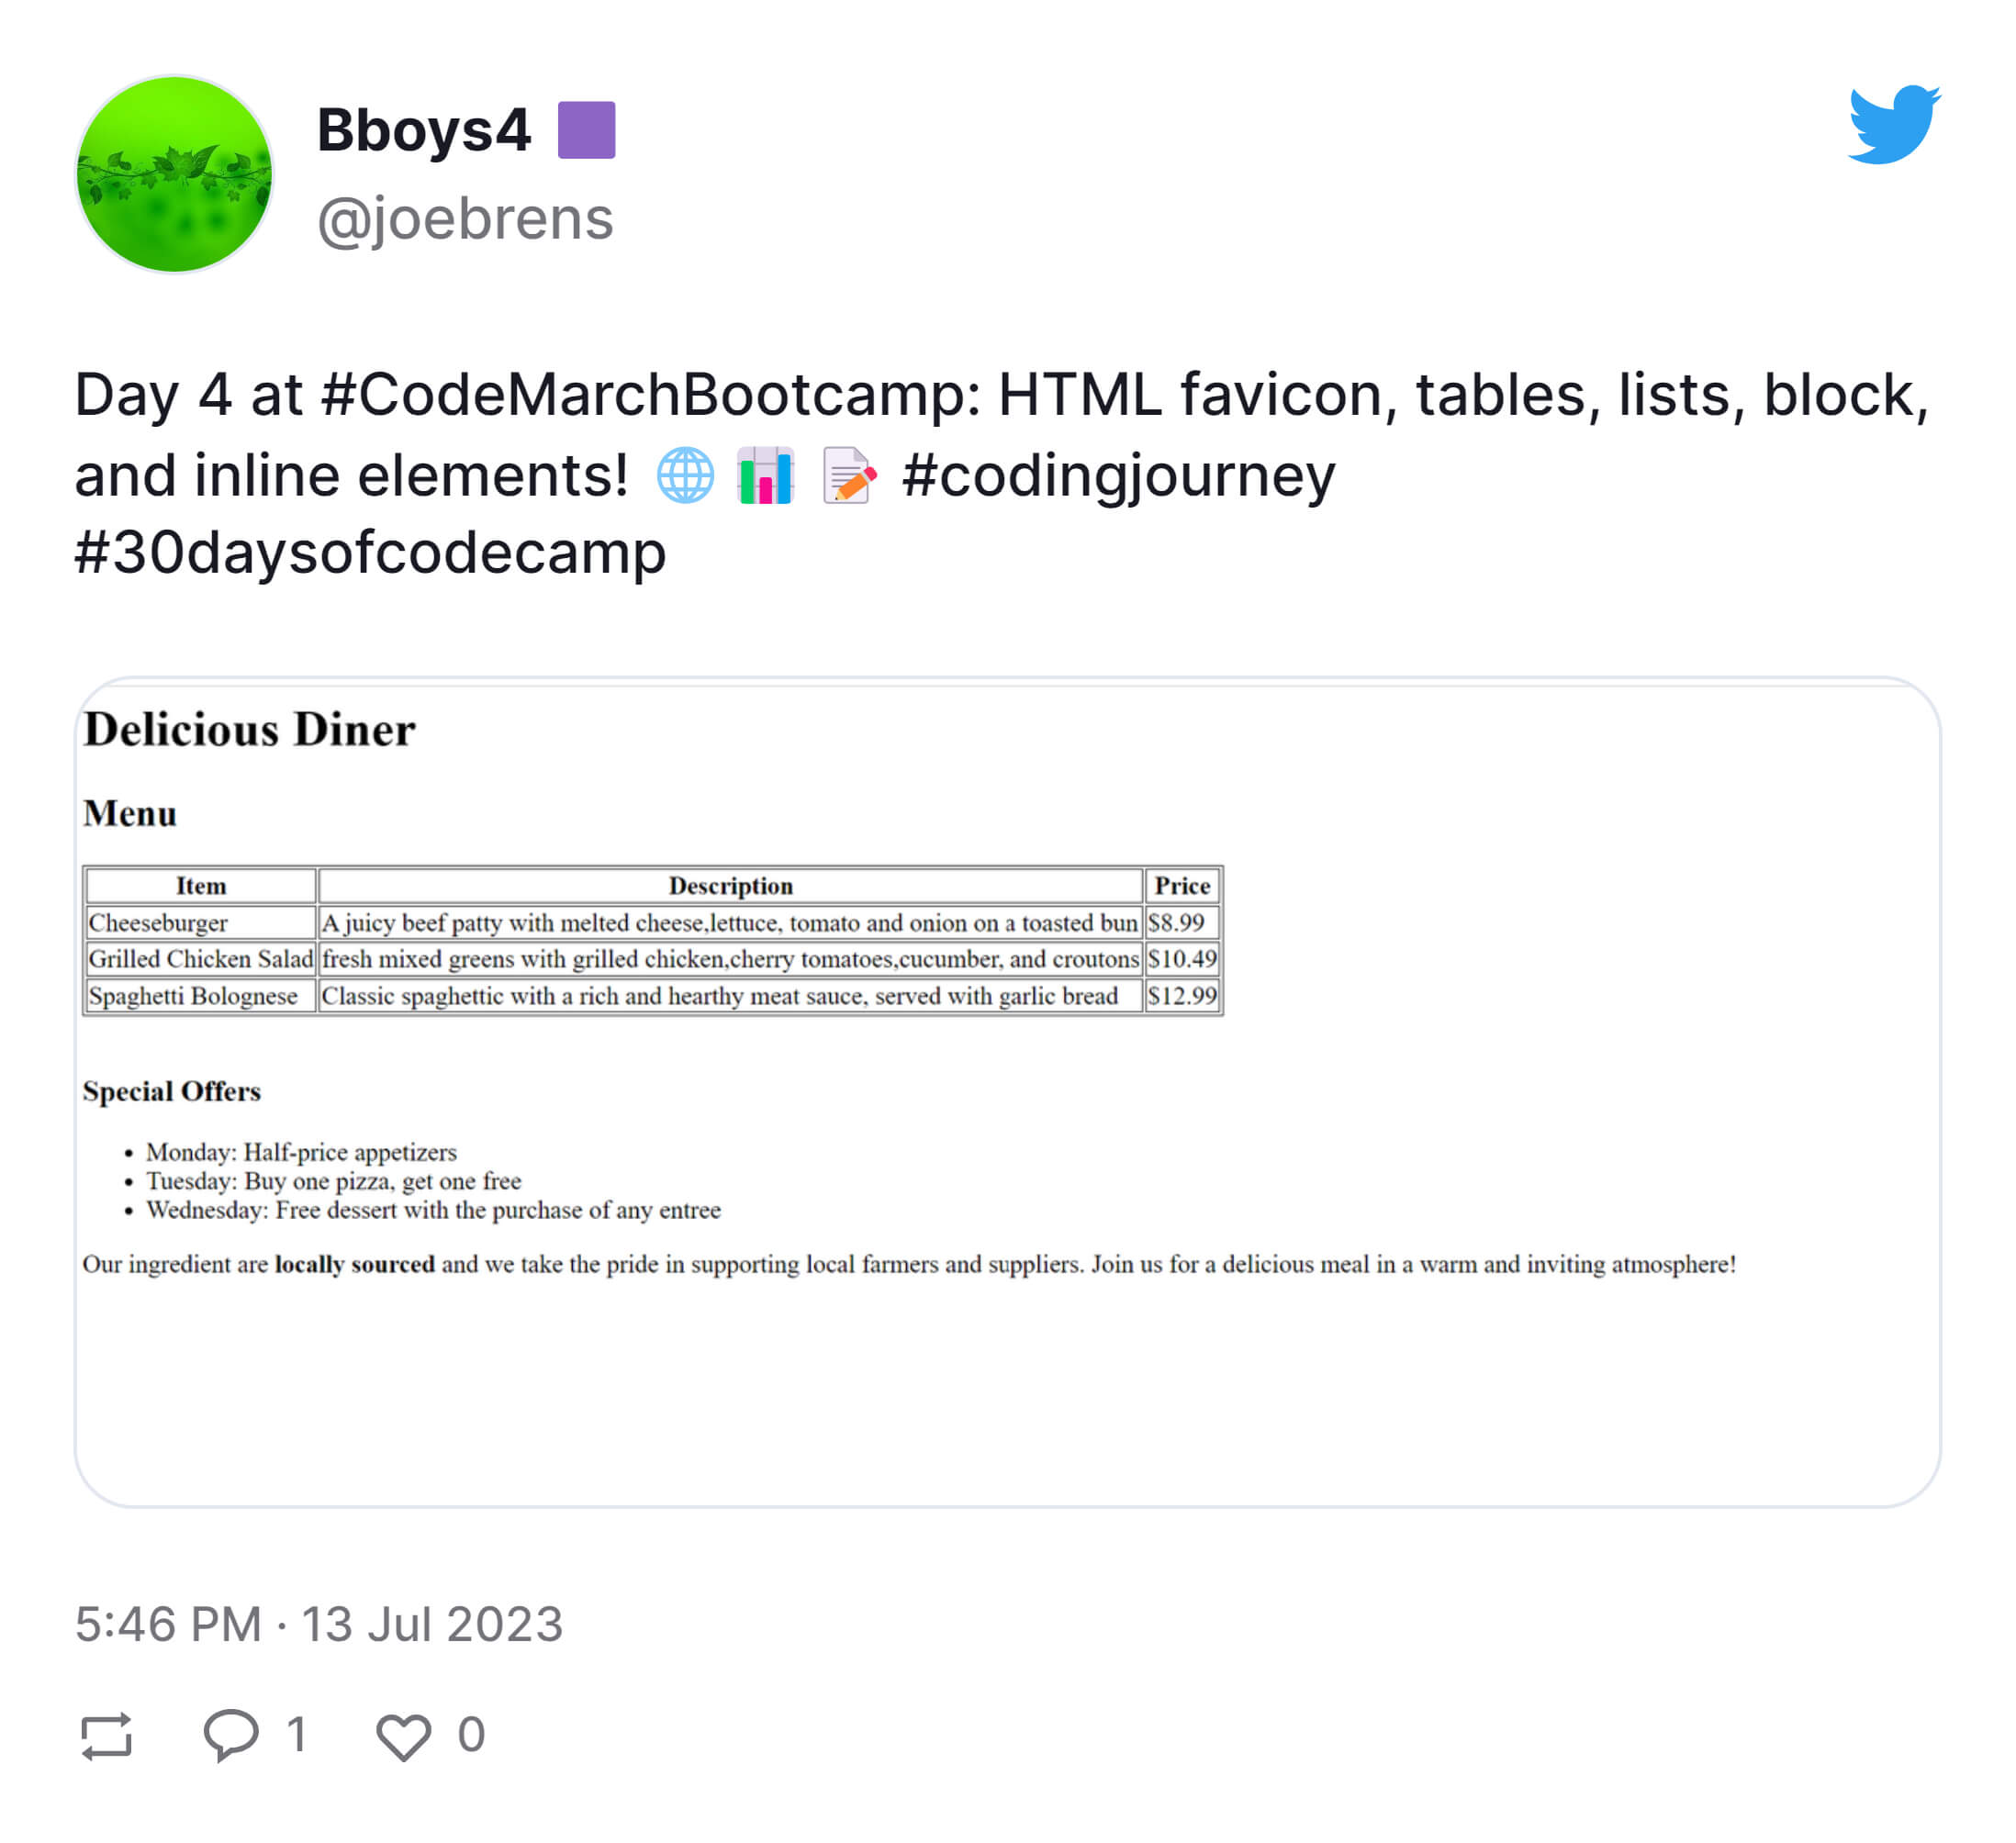 Bboys4
@joebrens
Day 4 at #CodeMarchBootcamp: HTML favicon, tables, lists, block,
and inline elements! 🌐 📊 📝 #codingjourney
#30daysofcodecamp
Delicious Diner
Menu
Item Description Price
Cheeseburger A juicy beef patty with melted cheese,lettuce, tomato and onion on a toasted bun $8.99
Grilled Chicken Salad fresh mixed greens with grilled chicken,cherry tomatoes,cucumber, and croutons $10.49
Spaghetti Bolognese Classic spaghettic with a rich and hearthy meat sauce, served with garlic bread $12.99
Special Offers
• Monday: Half-price appetizers
• Tuesday: Buy one pizza, get one free
• Wednesday: Free dessert with the purchase of any entree
Our ingredient are locally sourced and we take the pride in supporting local farmers and suppliers. Join us for a delicious meal in a warm and inviting atmosphere!
5:46 PM · 13 Jul 2023
1 0